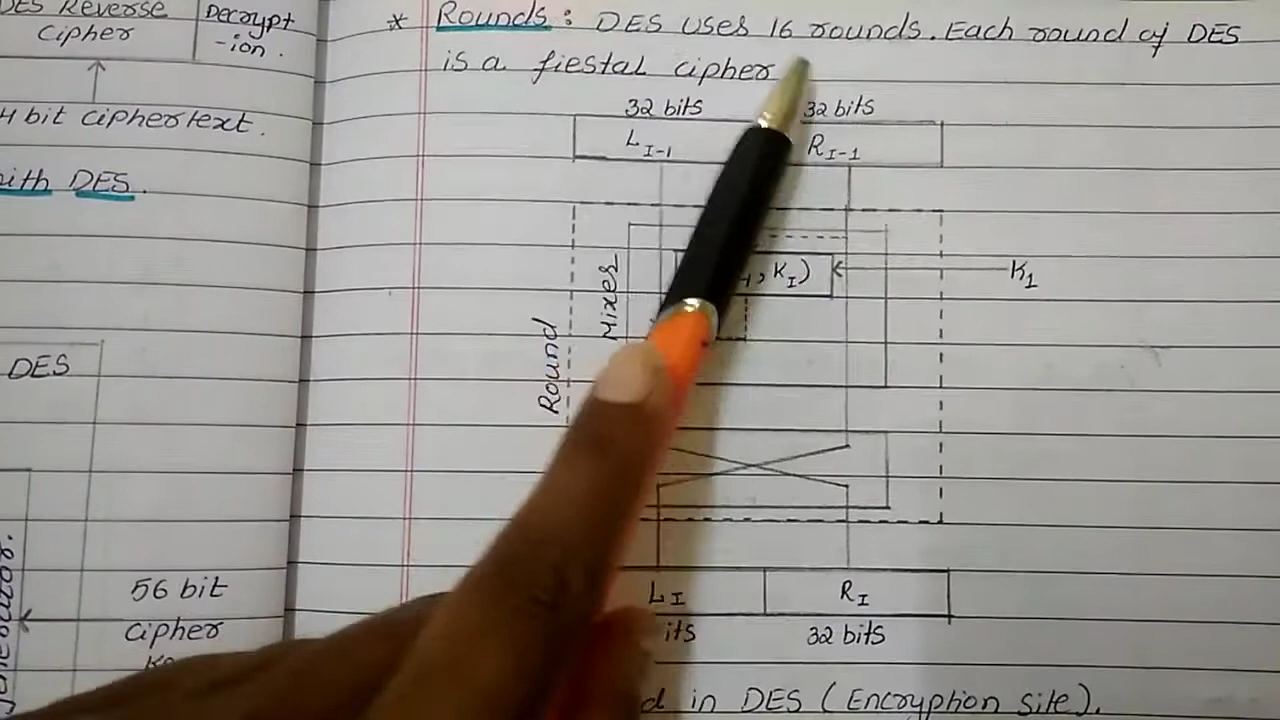 DES Reverse
Cipher
Decrypt
-ion.
4 bit ciphertext.
with DES.
DES
56 bit
cipher
* Rounds : DES uses 16 rounds. Each round of DES
is a fiestal cipher
32 bits
32 bits
L I-1
R I-1
Round
Mixer
, K I)
K1
L I
R I
its
32 bits
d in DES (Encryption site).